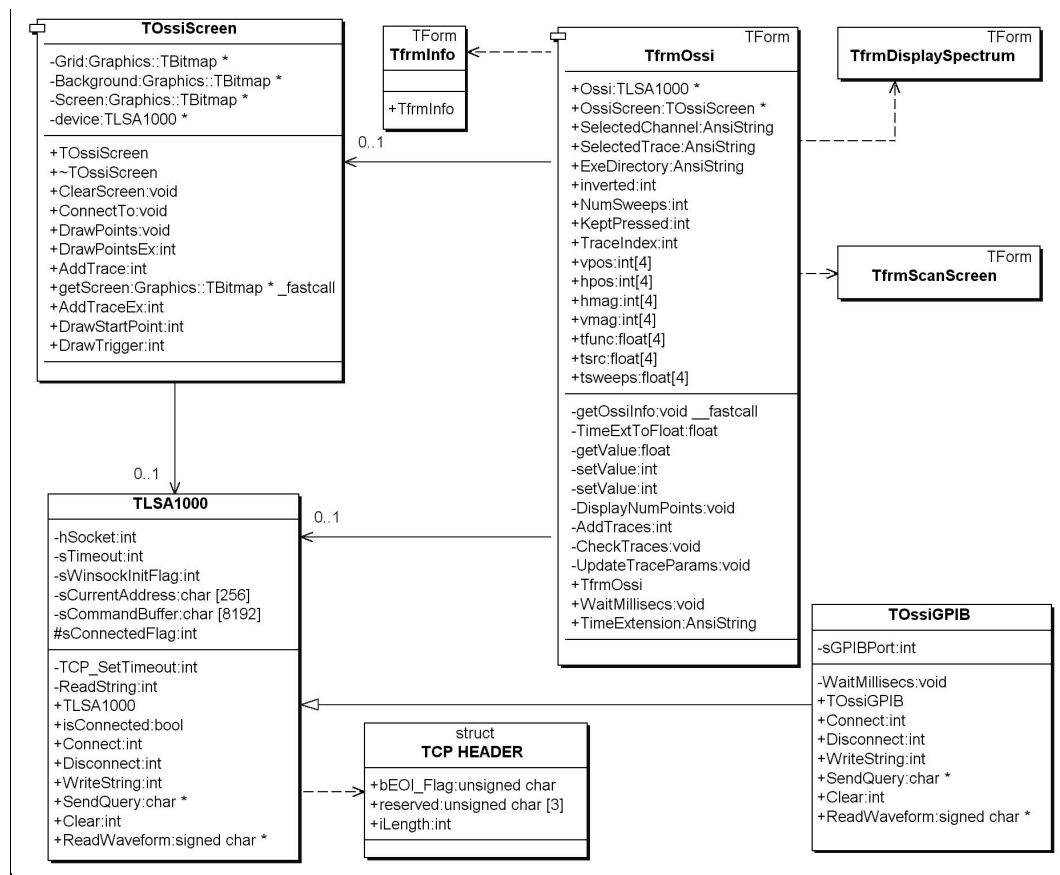 TOssiScreen
-Grid:Graphics::TBitmap *
-Background:Graphics::TBitmap *
-Screen:Graphics::TBitmap *
-device:TLSA1000 *
+TOssiScreen
+~TOssiScreen
+ClearScreen:void
+ConnectTo:void
+DrawPoints:void
+DrawPointsEx:int
+AddTrace:int
+getScreen:Graphics::TBitmap * _fastcall
+AddTraceEx:int
+DrawStartPoint:int
+DrawTrigger:int
TForm
TfrmInfo
+TfrmInfo
0..1
TForm
TfrmOssi
+Ossi:TLSA1000 *
+OssiScreen:TOssiScreen *
+SelectedChannel:AnsiString
+SelectedTrace:AnsiString
+ExeDirectory:AnsiString
+inverted:int
+NumSweeps:int
+KeptPressed:int
+TraceIndex:int
+vpos:int[4]
+hpos:int[4]
+hmag:int[4]
+vmag:int[4]
+tfunc:float[4]
+tsrc:float[4]
+tsweeps:float[4]
-getOssiInfo:void __fastcall
-TimeExtToFloat:float
-getValue:float
-setValue:int
-setValue:int
-DisplayNumPoints:void
-AddTraces:int
-CheckTraces:void
-UpdateTraceParams:void
+TfrmOssi
+WaitMillisecs:void
+TimeExtension:AnsiString
TForm
TfrmDisplaySpectrum
TForm
TfrmScanScreen
0..1
TLSA1000
-hSocket:int
-sTimeout:int
-sWinsockInitFlag:int
-sCurrentAddress:char [256]
-sCommandBuffer:char [8192]
#sConnectedFlag:int
-TCP_SetTimeout:int
-ReadString:int
+TLSA1000
+isConnected:bool
+Connect:int
+Disconnect:int
+WriteString:int
+SendQuery:char *
+Clear:int
+ReadWaveform:signed char *
0..1
struct
TCP HEADER
+bEOI_Flag:unsigned char
+reserved:unsigned char [3]
+iLength:int
TOssiGPIB
-sGPIBPort:int
-WaitMillisecs:void
+TOssiGPIB
+Connect:int
+Disconnect:int
+WriteString:int
+SendQuery:char *
+Clear:int
+ReadWaveform:signed char *